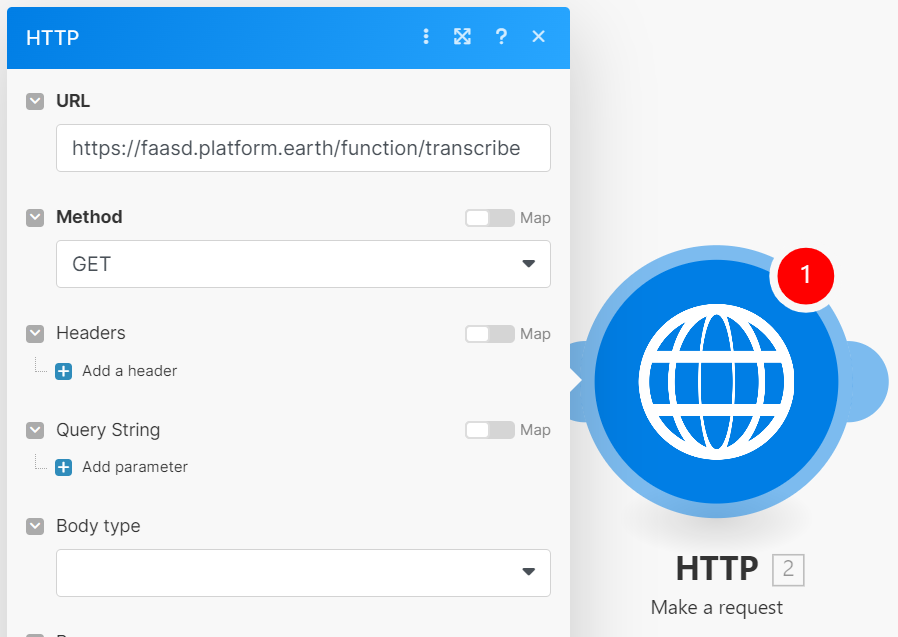 HTTP
?
URL
https://faasd.platform.earth/function/transcribe
Method
Map
GET
Headers
Map
Add a header
Query String
Map
Add parameter
Body type
1
HTTP 2
Make a request